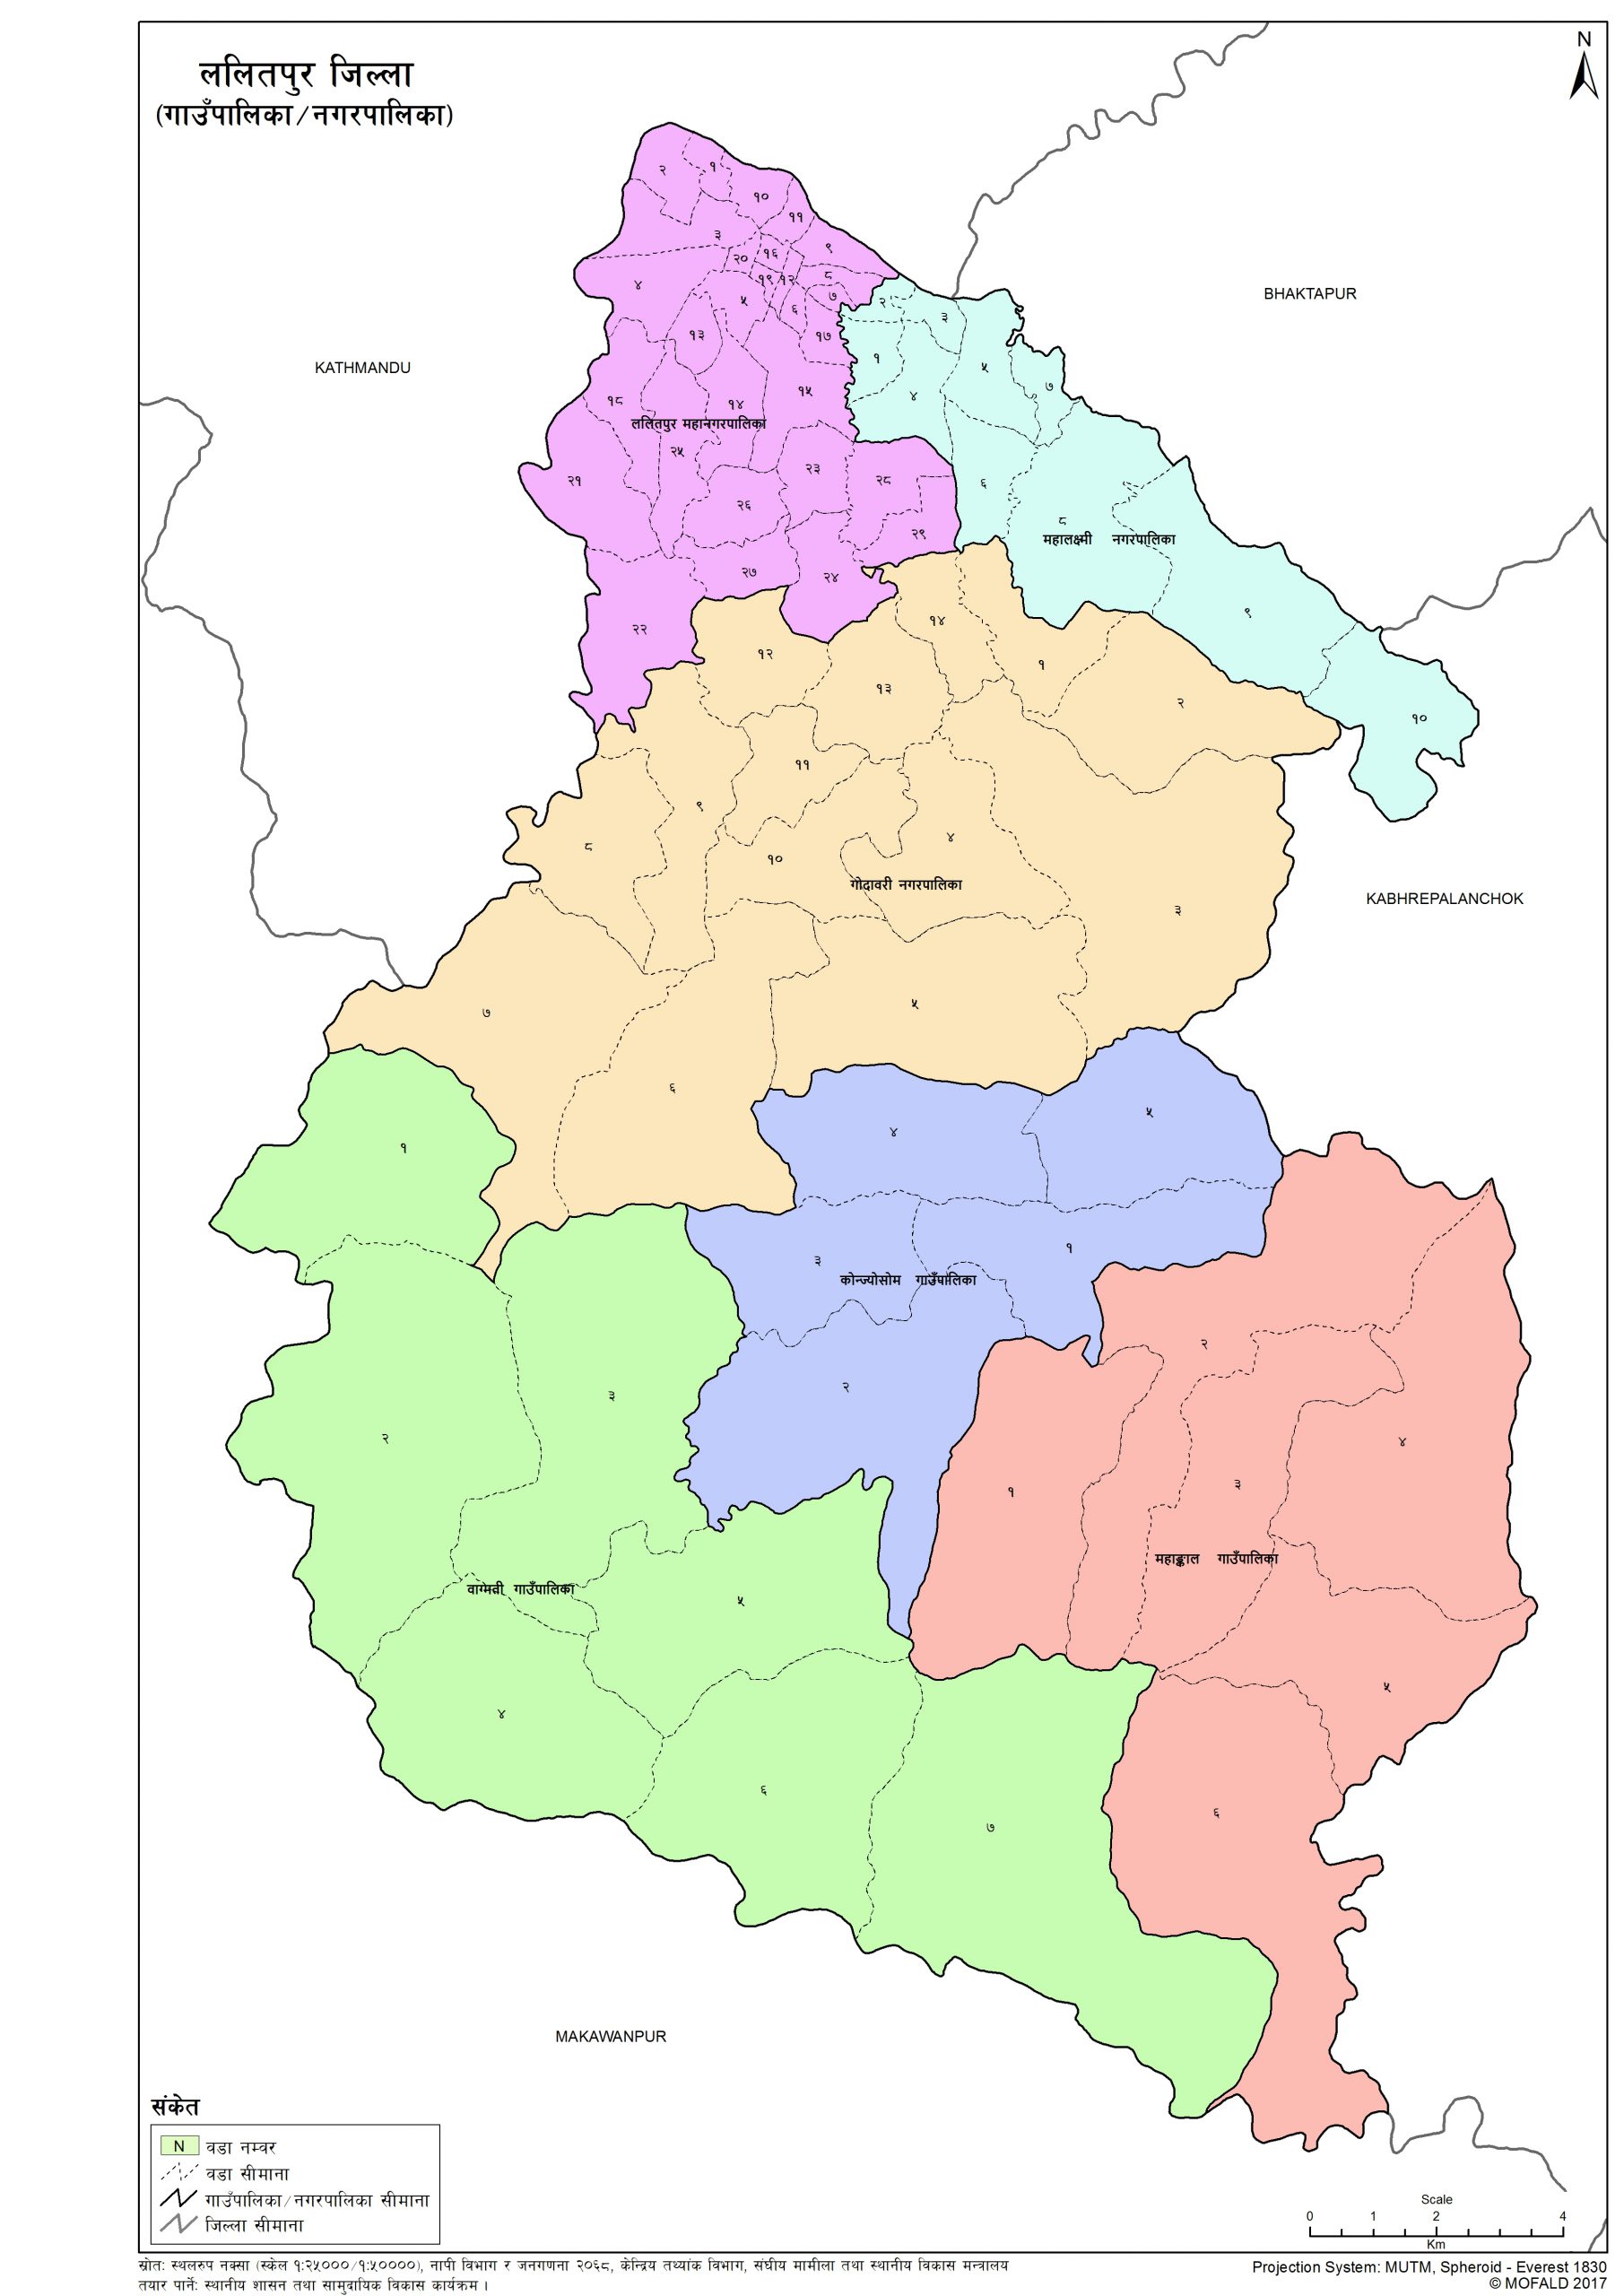 ललितपुर जिल्ला
(गाउँपालिका/नगरपालिका)
N
KATHMANDU
BHAKTAPUR
KABHREPALANCHOK
MAKAWANPUR
२
१
१०
११
३
९
२०
१६
४
१९
१२
८
५
७
६
१३
१७
१८
१४
१५
ललितपुर महानगरपालिका
२५
२३
२१
२८
२६
२९
२७
२४
२२
२
३
१
५
७
४
६
८
महालक्ष्मी नगरपालिका
९
१०
१४
१२
१
१३
२
११
९
४
८
१०
गोदावरी नगरपालिका
३
५
७
६
५
४
१
३
कोन्ज्योसोम गाउँपालिका
२
१
३
२
वाग्मती गाउँपालिका
५
४
६
७
२
४
३
१
महाङ्काल गाउँपालिका
५
६
संकेत
N वडा नम्वर
वडा सीमाना
गाउँपालिका/नगरपालिका सीमाना
जिल्ला सीमाना
Scale
0 1 2 4
Km
स्रोत: स्थलरुप नक्सा (स्केल १:२५०००/१:५००००), नापी विभाग र जनगणना २०६८, केन्द्रिय तथ्यांक विभाग, संघीय मामीला तथा स्थानीय विकास मन्त्रालय
तयार पार्ने: स्थानीय शासन तथा सामुदायिक विकास कार्यक्रम ।
Projection System: MUTM, Spheroid - Everest 1830
© MOFALD 2017